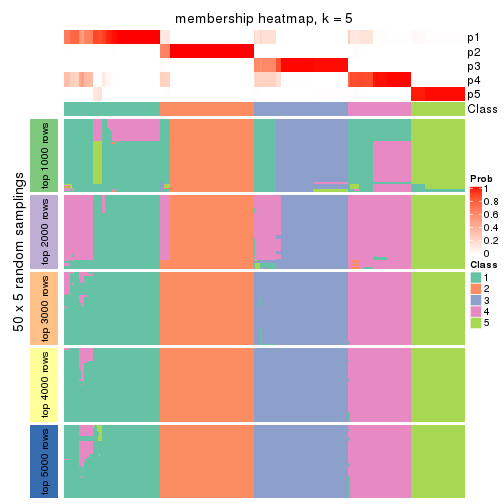 membership heatmap, k = 5
p1
p2
p3
p4
p5
Class
50 x 5 random samplings
top 1000 rows
top 2000 rows
top 3000 rows
top 4000 rows
top 5000 rows
Prob
1
0.8
0.6
0.4
0.2
0
Class
1
2
3
4
5